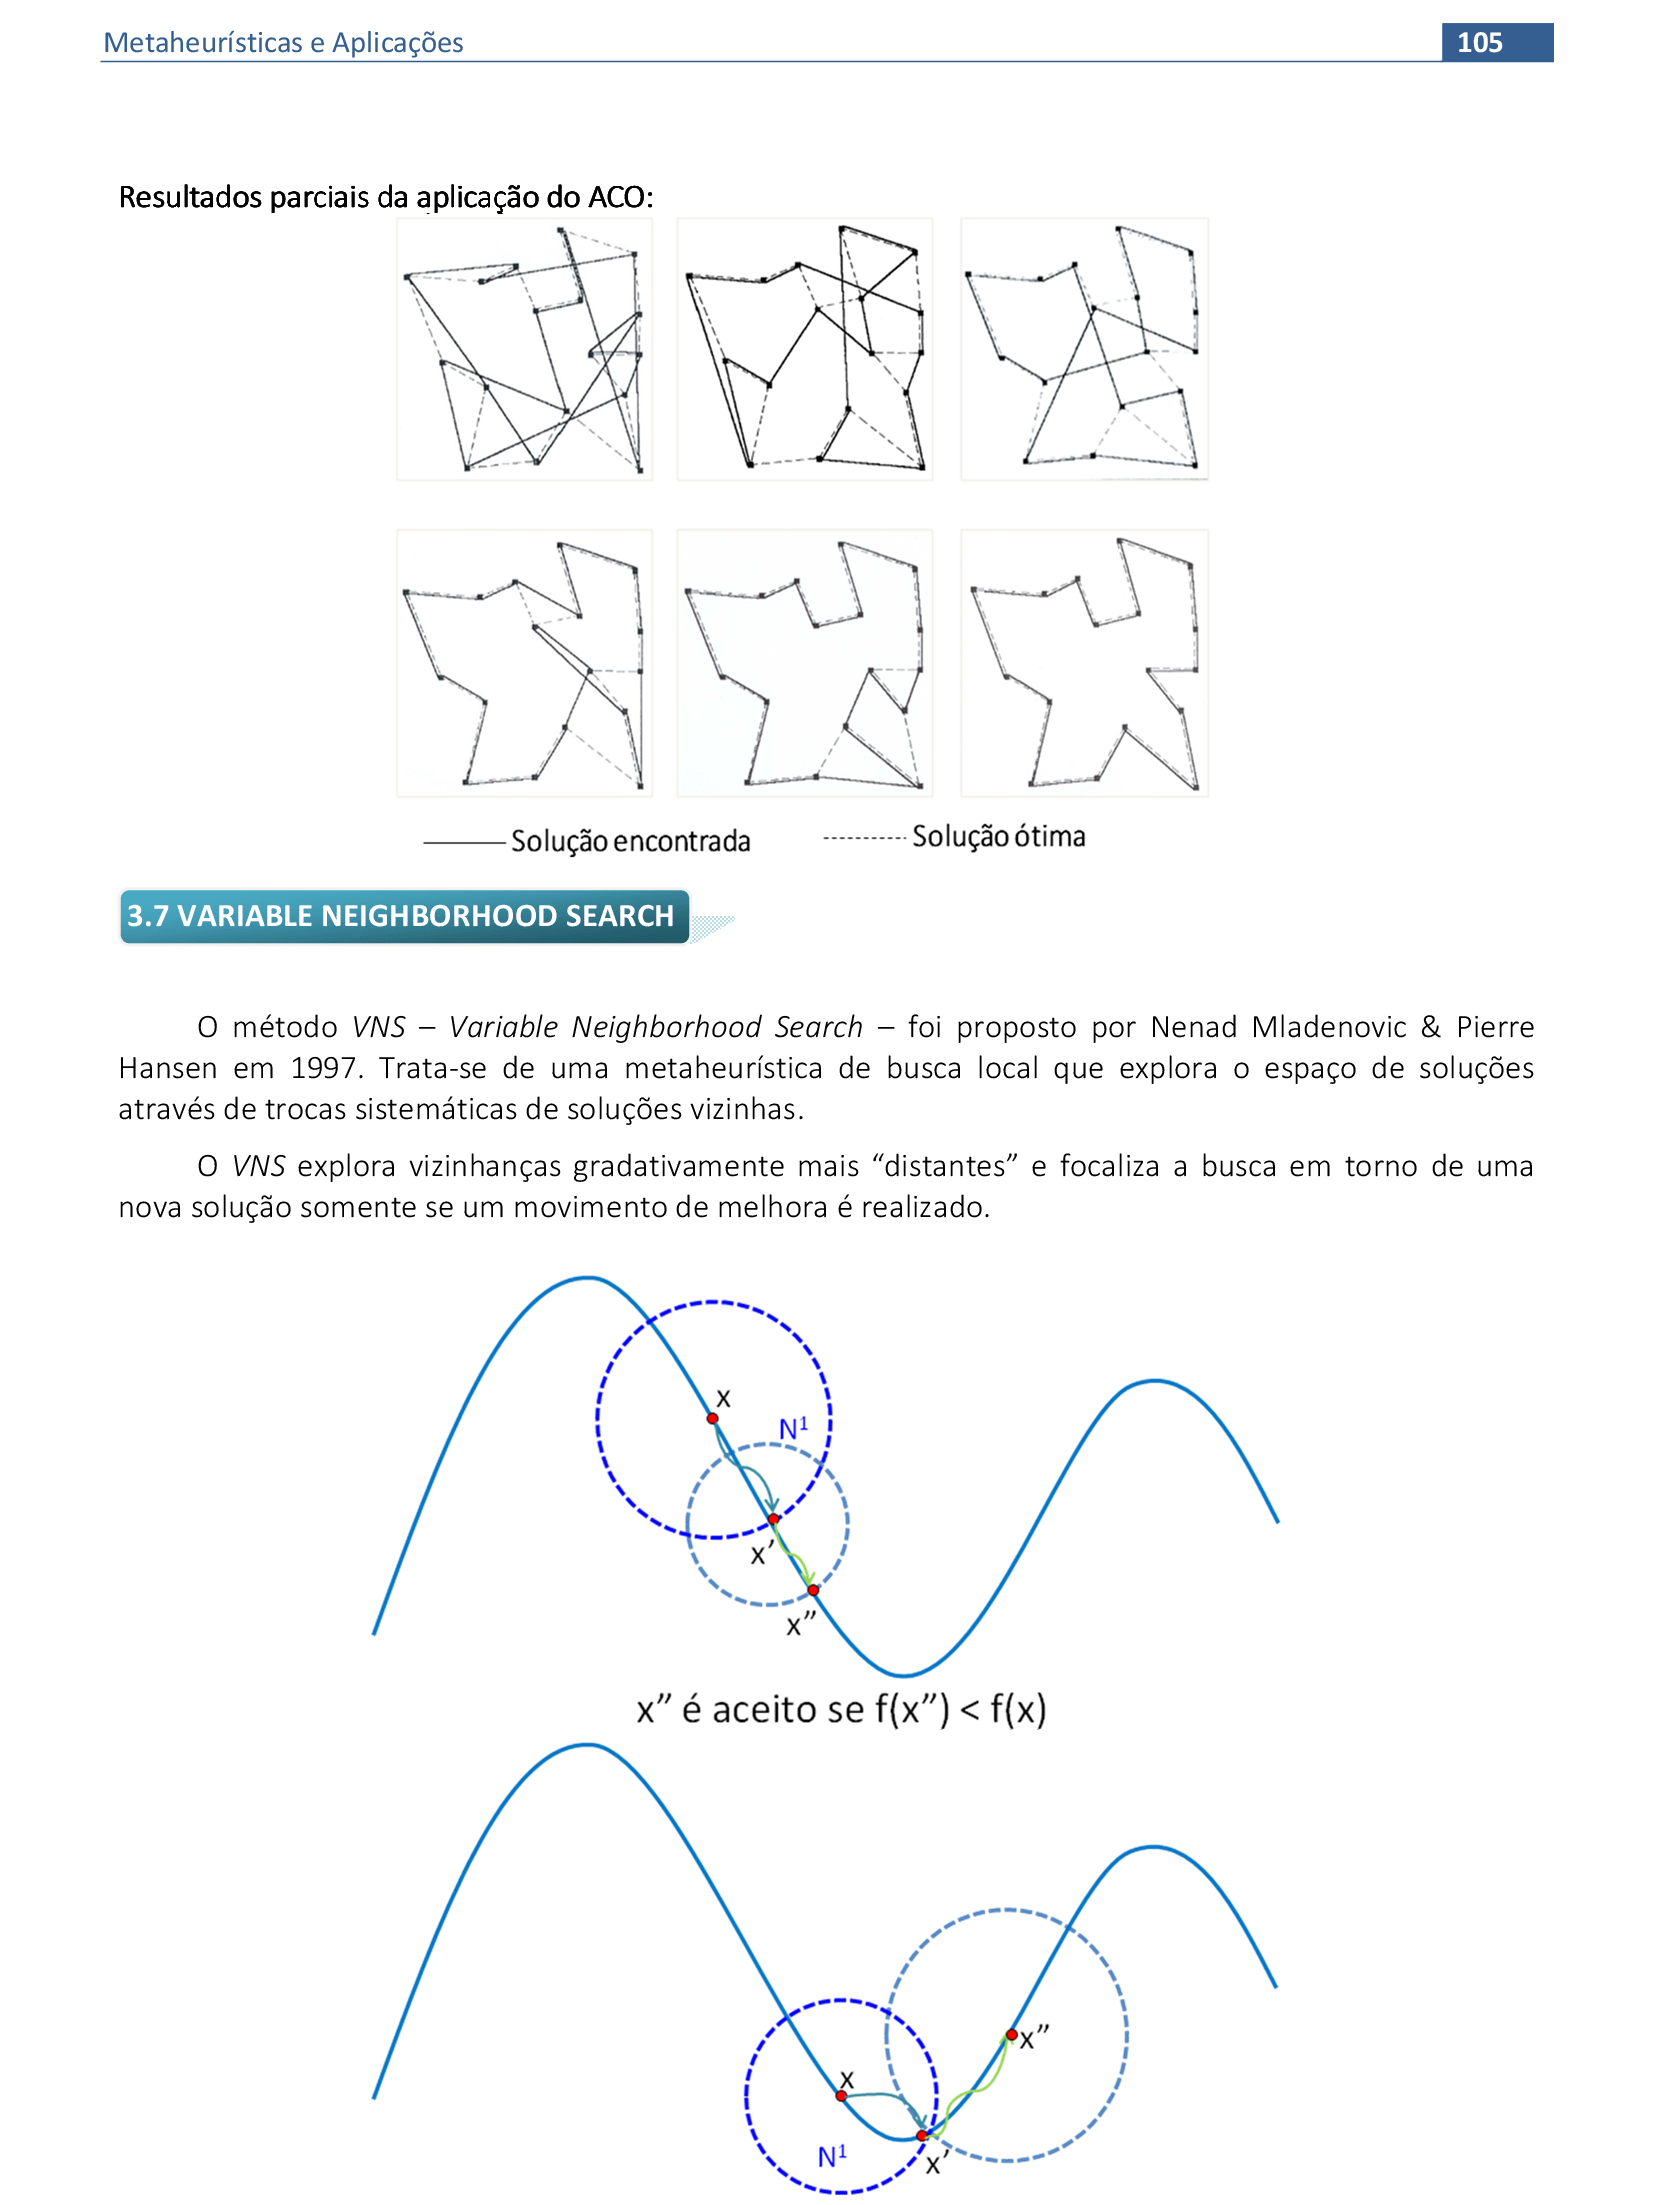 Metaheurísticas e Aplicações
105
Resultados parciais da aplicação do ACO:
Solução encontrada
Solução ótima
3.7 VARIABLE NEIGHBORHOOD SEARCH
O método VNS – Variable Neighborhood Search – foi proposto por Nenad Mladenovic & Pierre
Hansen em 1997. Trata-se de uma metaheurística de busca local que explora o espaço de soluções
através de trocas sistemáticas de soluções vizinhas.
O VNS explora vizinhanças gradativamente mais “distantes” e focaliza a busca em torno de uma
nova solução somente se um movimento de melhora é realizado.
x
N¹
x’
x”
x” é aceito se f(x”) < f(x)
x”
x
N¹
x’